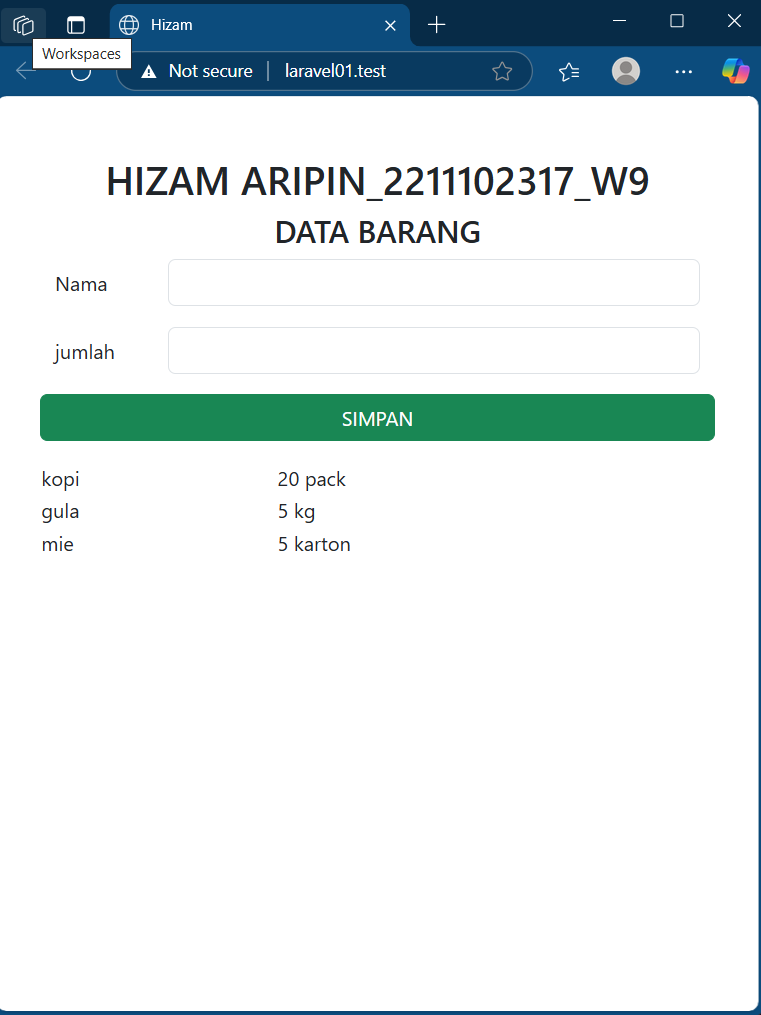 Hizam
Workspaces
Not secure
laravel01.test
HIZAM ARIPIN_2211102317_W9
DATA BARANG
Nama
jumlah
SIMPAN
kopi 20 pack
gula 5 kg
mie 5 karton